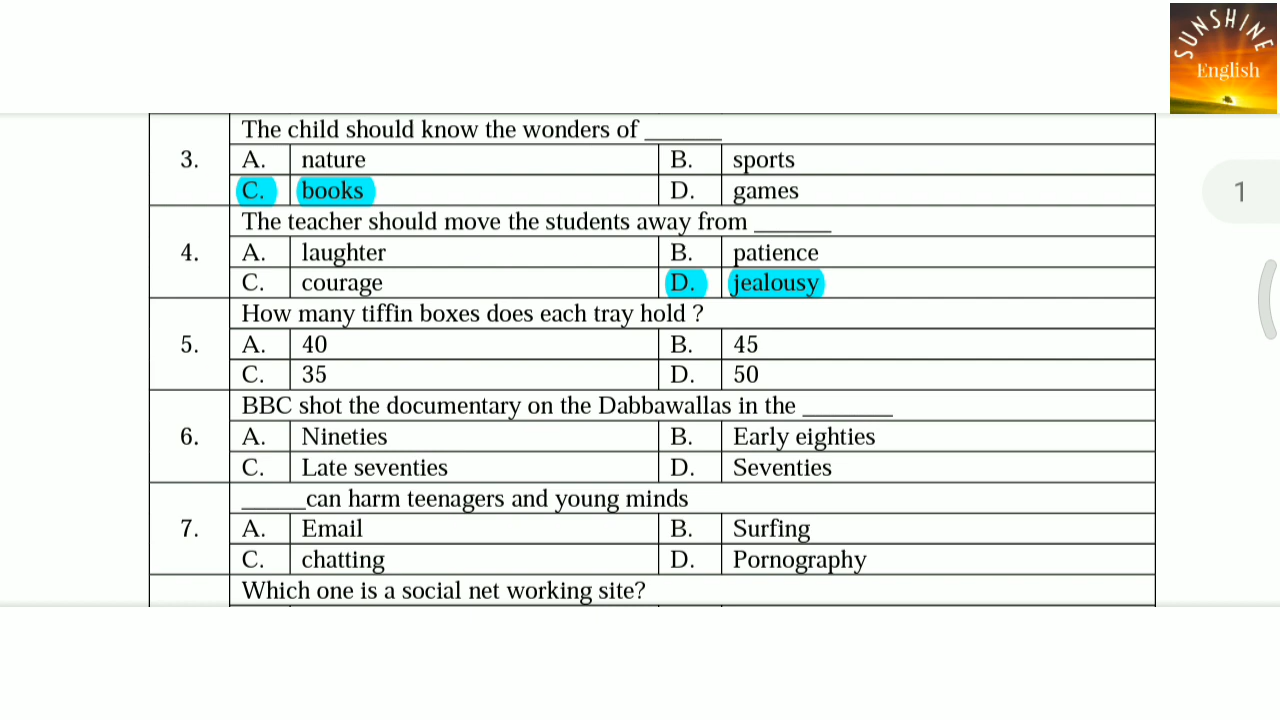 SUNSHINE
English
The child should know the wonders of ______
3. A. nature B. sports
C. books D. games
The teacher should move the students away from ______
4. A. laughter B. patience
C. courage D. jealousy
How many tiffin boxes does each tray hold ?
5. A. 40 B. 45
C. 35 D. 50
BBC shot the documentary on the Dabbawallas in the _______
6. A. Nineties B. Early eighties
C. Late seventies D. Seventies
_____can harm teenagers and young minds
7. A. Email B. Surfing
C. chatting D. Pornography
Which one is a social net working site?
1